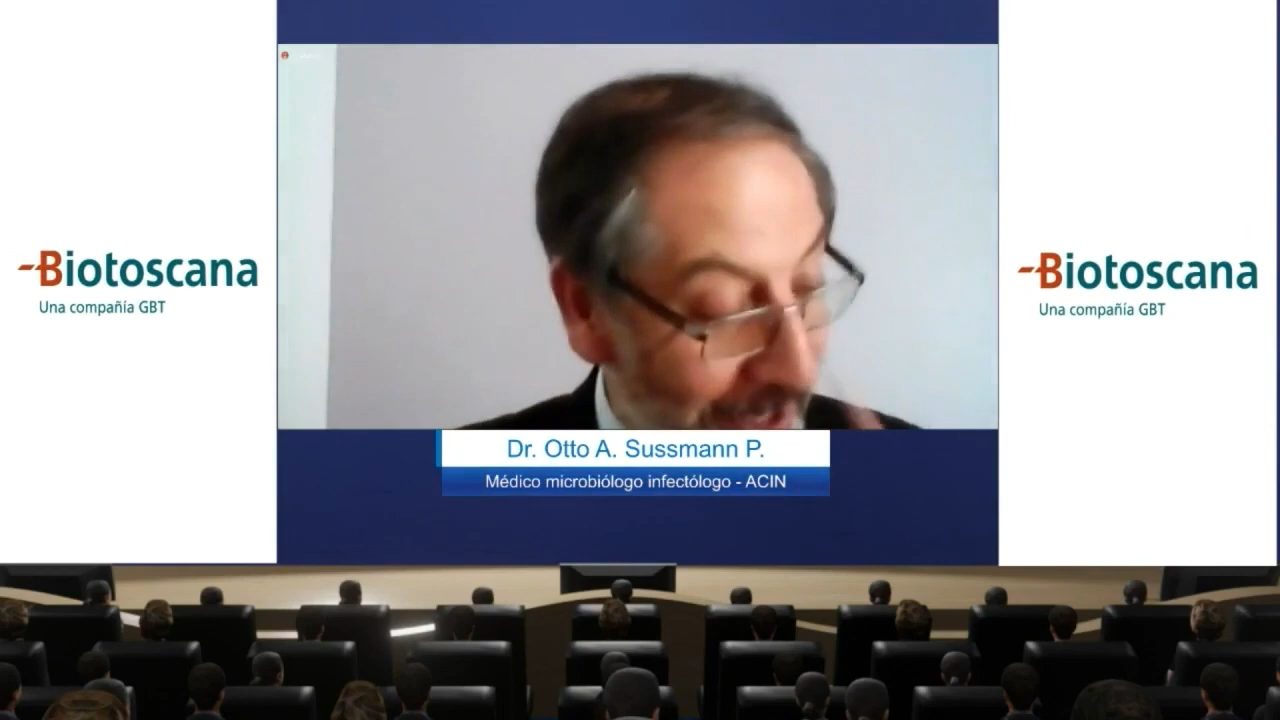 Biotoscana
Una compañía GBT
Dr. Otto A. Sussmann P.
Médico microbiólogo infectólogo - ACIN
Biotoscana
Una compañía GBT